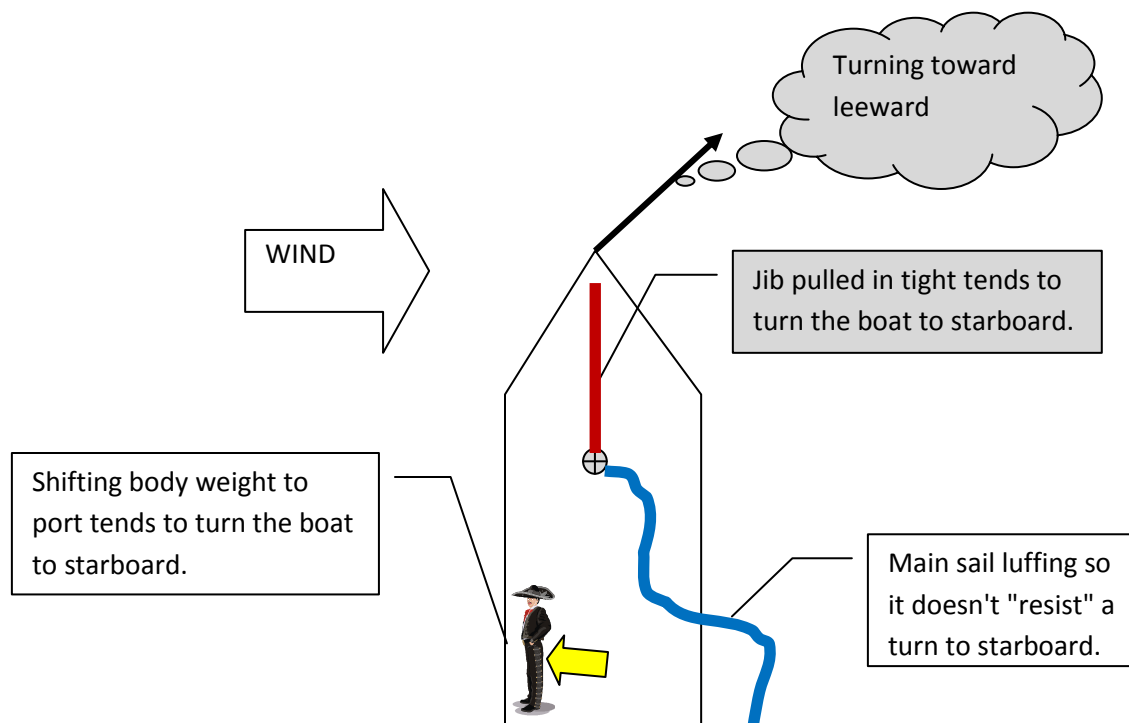 Turning toward
leeward
WIND
Jib pulled in tight tends to
turn the boat to starboard.
Shifting body weight to
port tends to turn the boat
to starboard.
Main sail luffing so
it doesn't "resist" a
turn to starboard.